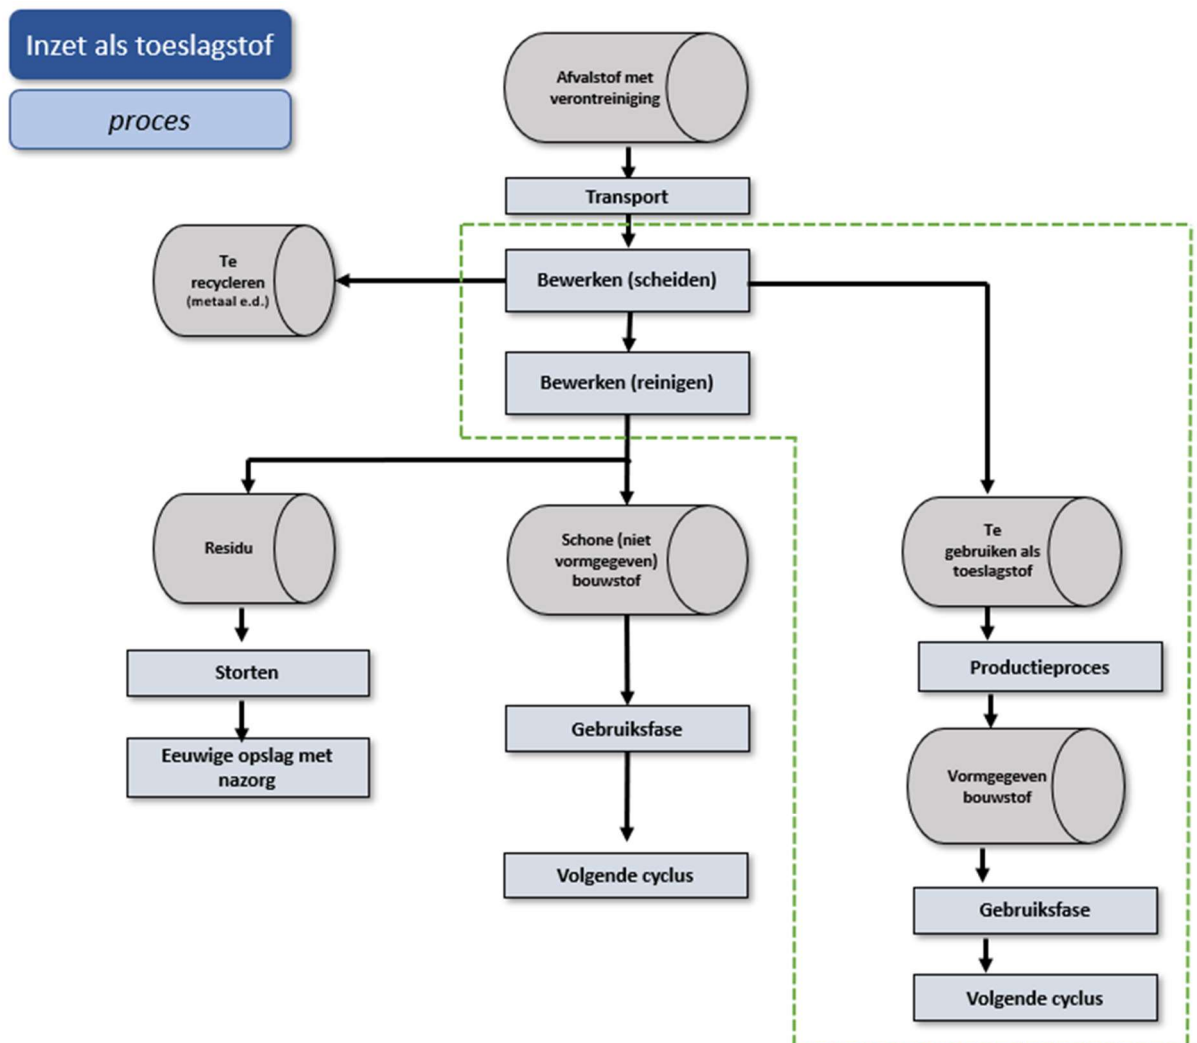 Inzet als toeslagstof
proces
Afvalstof met
verontreiniging
Transport
Te
recycleren
(metaal e.d.)
Bewerken (scheiden)
Bewerken (reinigen)
Residu
Schone (niet
vormgegeven)
bouwstof
Te
gebruiken als
toeslagstof
Storten
Productieproces
Gebruiksfase
Eeuwige opslag met
nazorg
Vormgegeven
bouwstof
Volgende cyclus
Gebruiksfase
Volgende cyclus